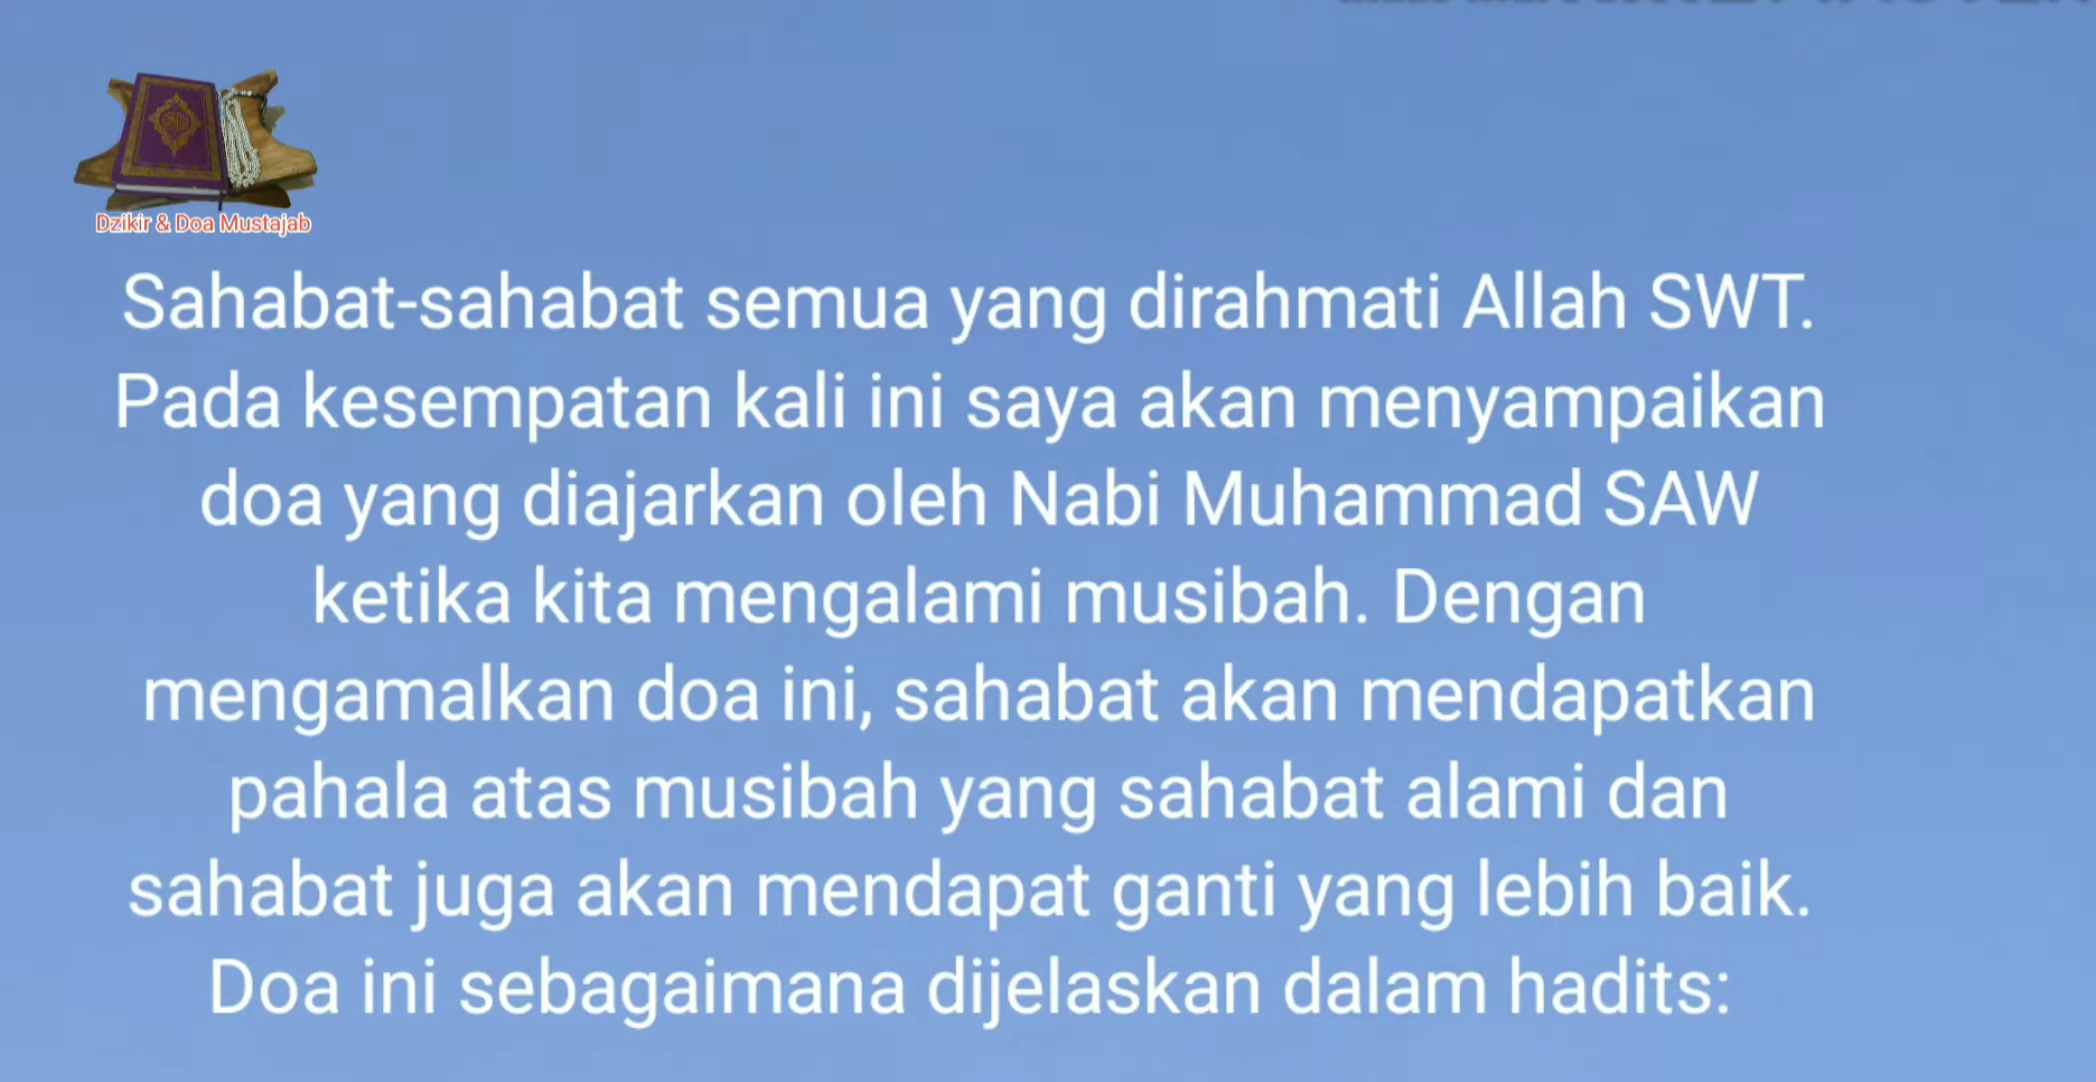 Dzikir & Doa Mustajab
Sahabat-sahabat semua yang dirahmati Allah SWT.
Pada kesempatan kali ini saya akan menyampaikan
doa yang diajarkan oleh Nabi Muhammad SAW
ketika kita mengalami musibah. Dengan
mengamalkan doa ini, sahabat akan mendapatkan
pahala atas musibah yang sahabat alami dan
sahabat juga akan mendapat ganti yang lebih baik.
Doa ini sebagaimana dijelaskan dalam hadits: